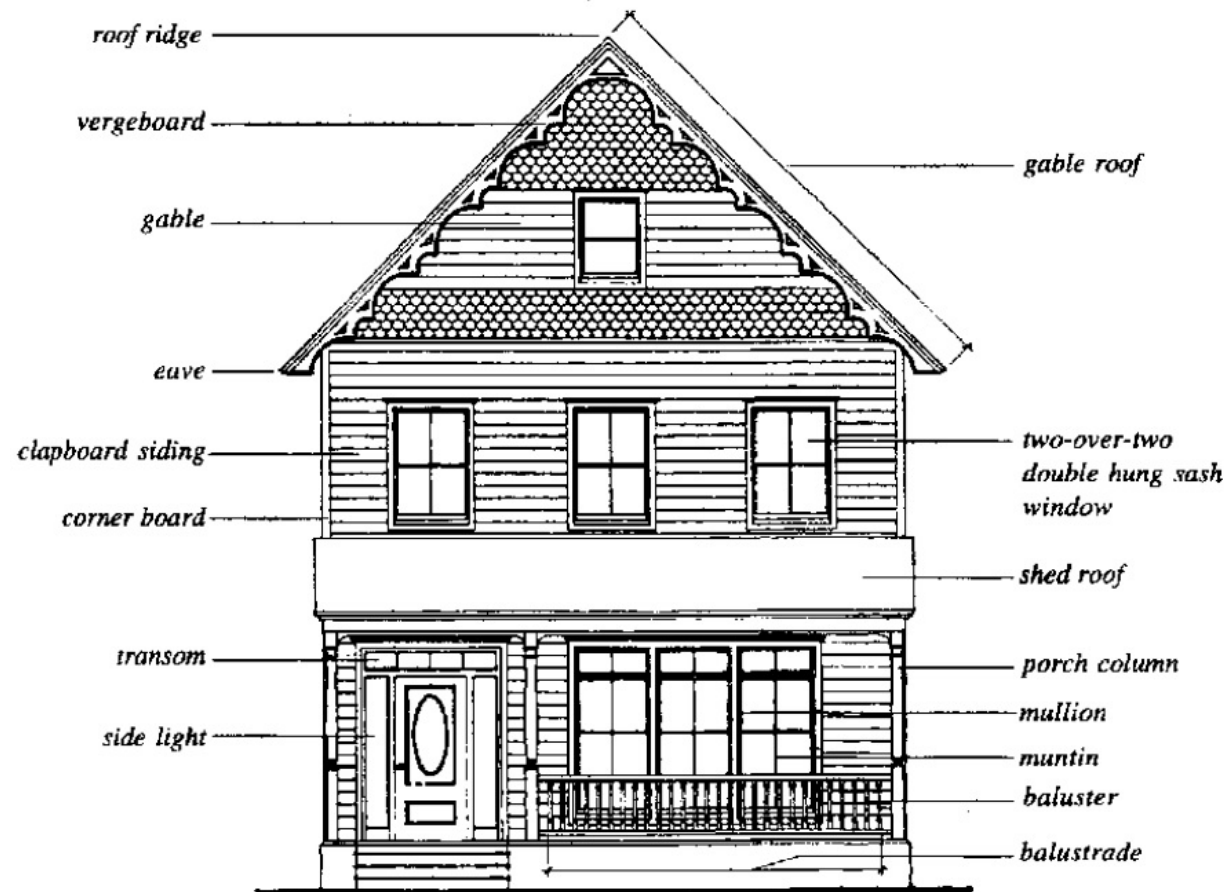 roof ridge
vergeboard
gable
eave
clapboard siding
corner board
transom
side light
gable roof
two-over-two
double hung sash
window
shed roof
porch column
mullion
muntin
baluster
balustrade